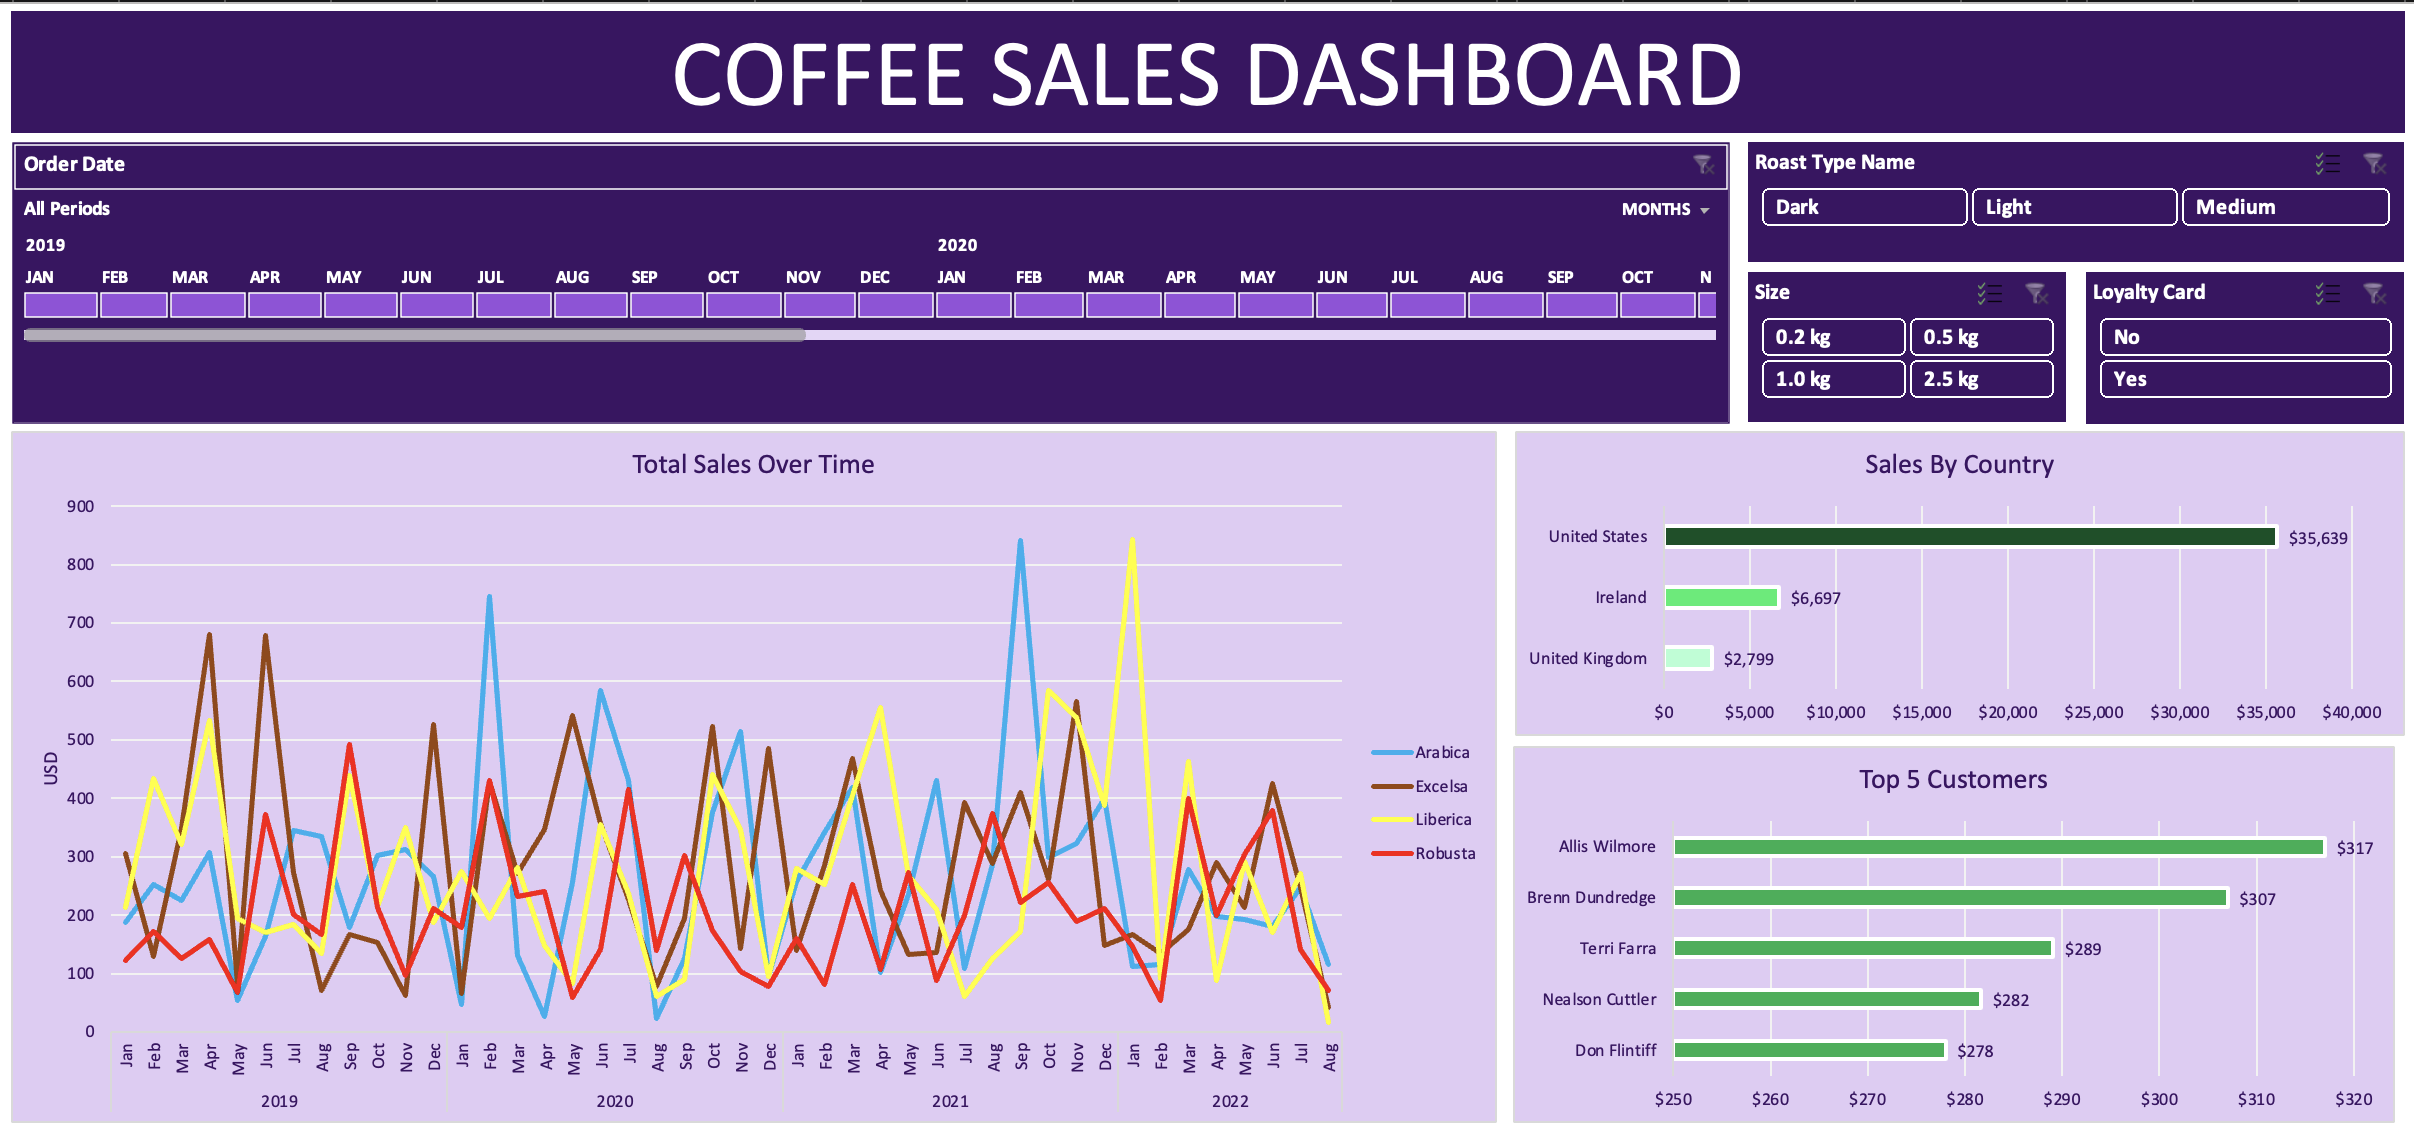 COFFEE SALES DASHBOARD
Order Date
All Periods
MONTHS
2019 2020
JAN FEB MAR APR MAY JUN JUL AUG SEP OCT NOV DEC JAN FEB MAR APR MAY JUN JUL AUG SEP OCT N
Roast Type Name
Dark Light Medium
Size
0.2 kg 0.5 kg
1.0 kg 2.5 kg
Loyalty Card
No
Yes
Total Sales Over Time
900
800
700
600
500
400
300
200
100
0
USD
Jan Feb Mar Apr May Jun Jul Aug Sep Oct Nov Dec Jan Feb Mar Apr May Jun Jul Aug Sep Oct Nov Dec Jan Feb Mar Apr May Jun Jul Aug Sep Oct Nov Dec Jan Feb Mar Apr May Jun Jul Aug
2019 2020 2021 2022
Arabica
Excelsa
Liberica
Robusta
Sales By Country
United States $35,639
Ireland $6,697
United Kingdom $2,799
$0 $5,000 $10,000 $15,000 $20,000 $25,000 $30,000 $35,000 $40,000
Top 5 Customers
Allis Wilmore $317
Brenn Dundredge $307
Terri Farra $289
Nealson Cuttler $282
Don Flintiff $278
$250 $260 $270 $280 $290 $300 $310 $320